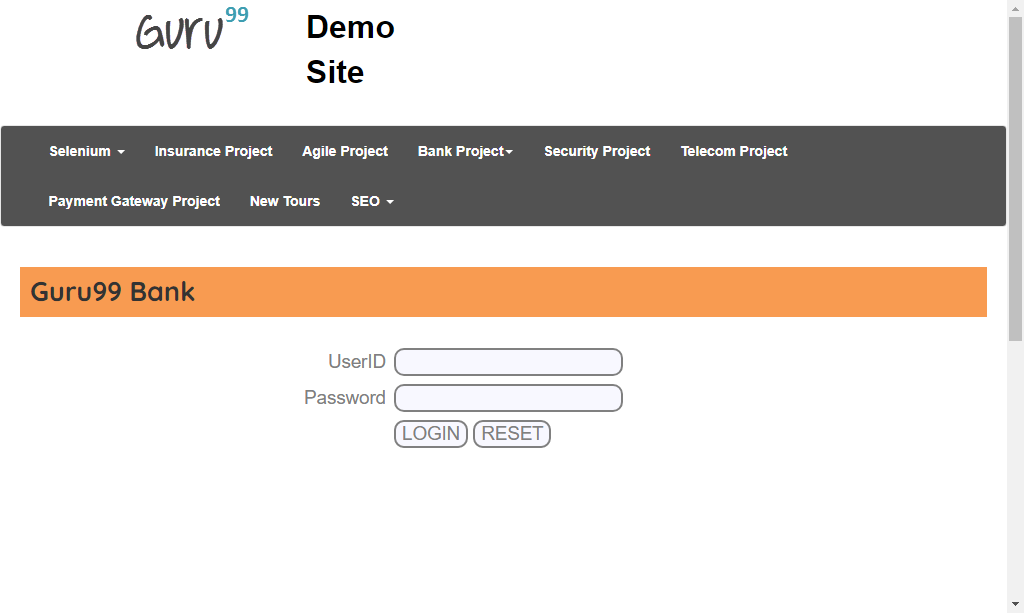 Guru99
Demo
Site
Selenium Insurance Project Agile Project Bank Project Security Project Telecom Project
Payment Gateway Project New Tours SEO
Guru99 Bank
UserID
Password
LOGIN RESET